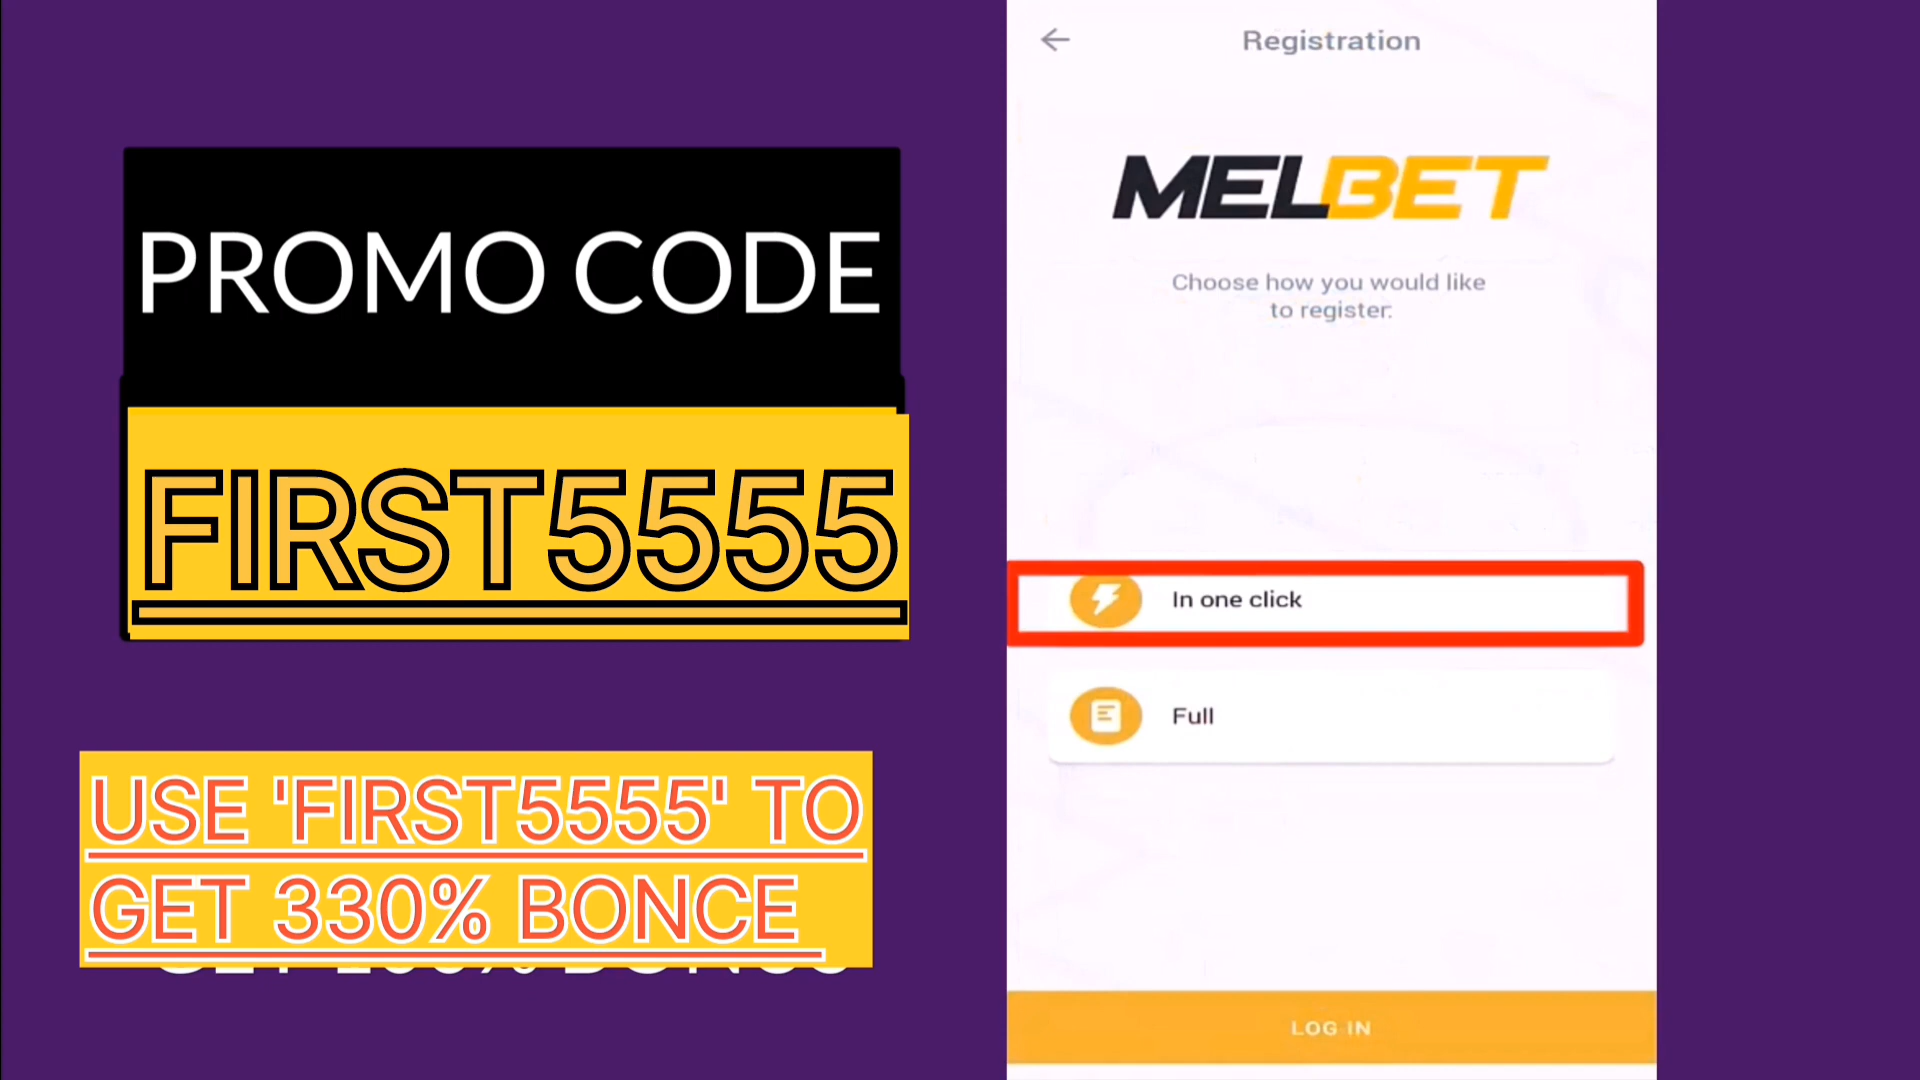 PROMO CODE
FIRST5555
USE 'FIRST5555' TO
GET 330% BONCE
Registration
MELBET
Choose how you would like
to register:
In one click
Full
LOG IN